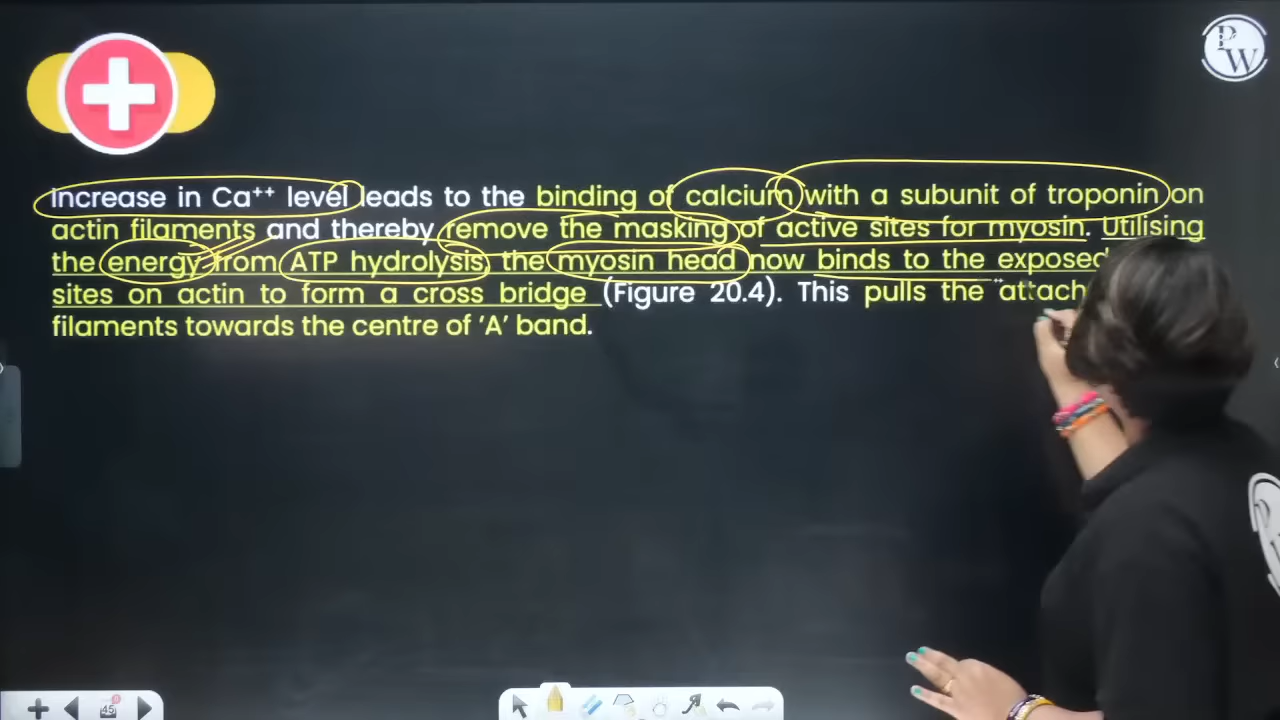 PW
Increase in Ca⁺⁺ level leads to the binding of calcium with a subunit of troponin on
actin filaments and thereby remove the masking of active sites for myosin. Utilising
the energy from ATP hydrolysis, the myosin head now binds to the exposed
sites on actin to form a cross bridge (Figure 20.4). This pulls the attach
filaments towards the centre of ‘A’ band.
45